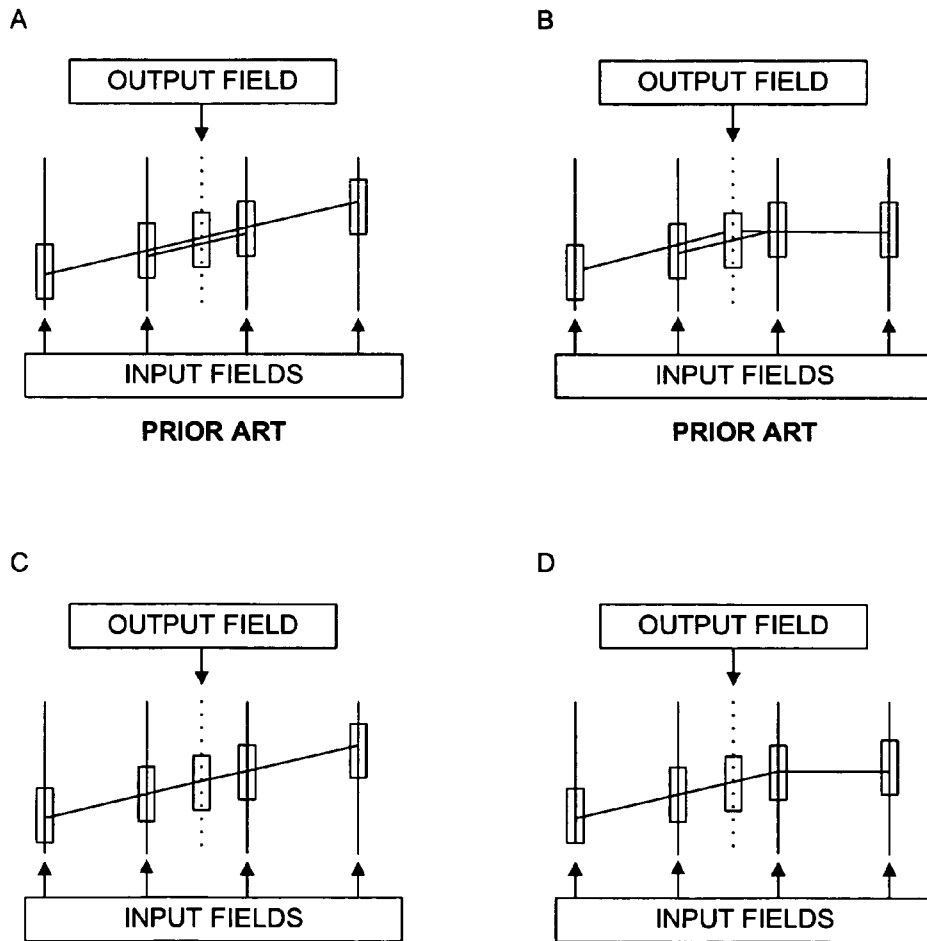 A
B
OUTPUT FIELD
OUTPUT FIELD
INPUT FIELDS
INPUT FIELDS
PRIOR ART
PRIOR ART
C
D
OUTPUT FIELD
OUTPUT FIELD
INPUT FIELDS
INPUT FIELDS